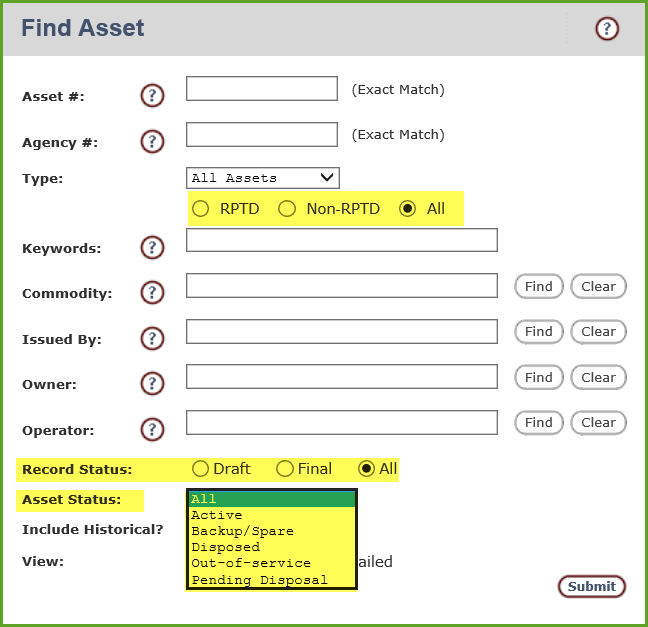 Find Asset ?
Asset #: ? (Exact Match)
Agency #: ? (Exact Match)
Type: All Assets
RPTD Non-RPTD All
Keywords: ?
Commodity: ? Find Clear
Issued By: ? Find Clear
Owner: ? Find Clear
Operator: ? Find Clear
Record Status: Draft Final All
Asset Status: All
Active
Include Historical? Backup/Spare
Disposed
View: Out-of-service ailed
Pending Disposal
Submit